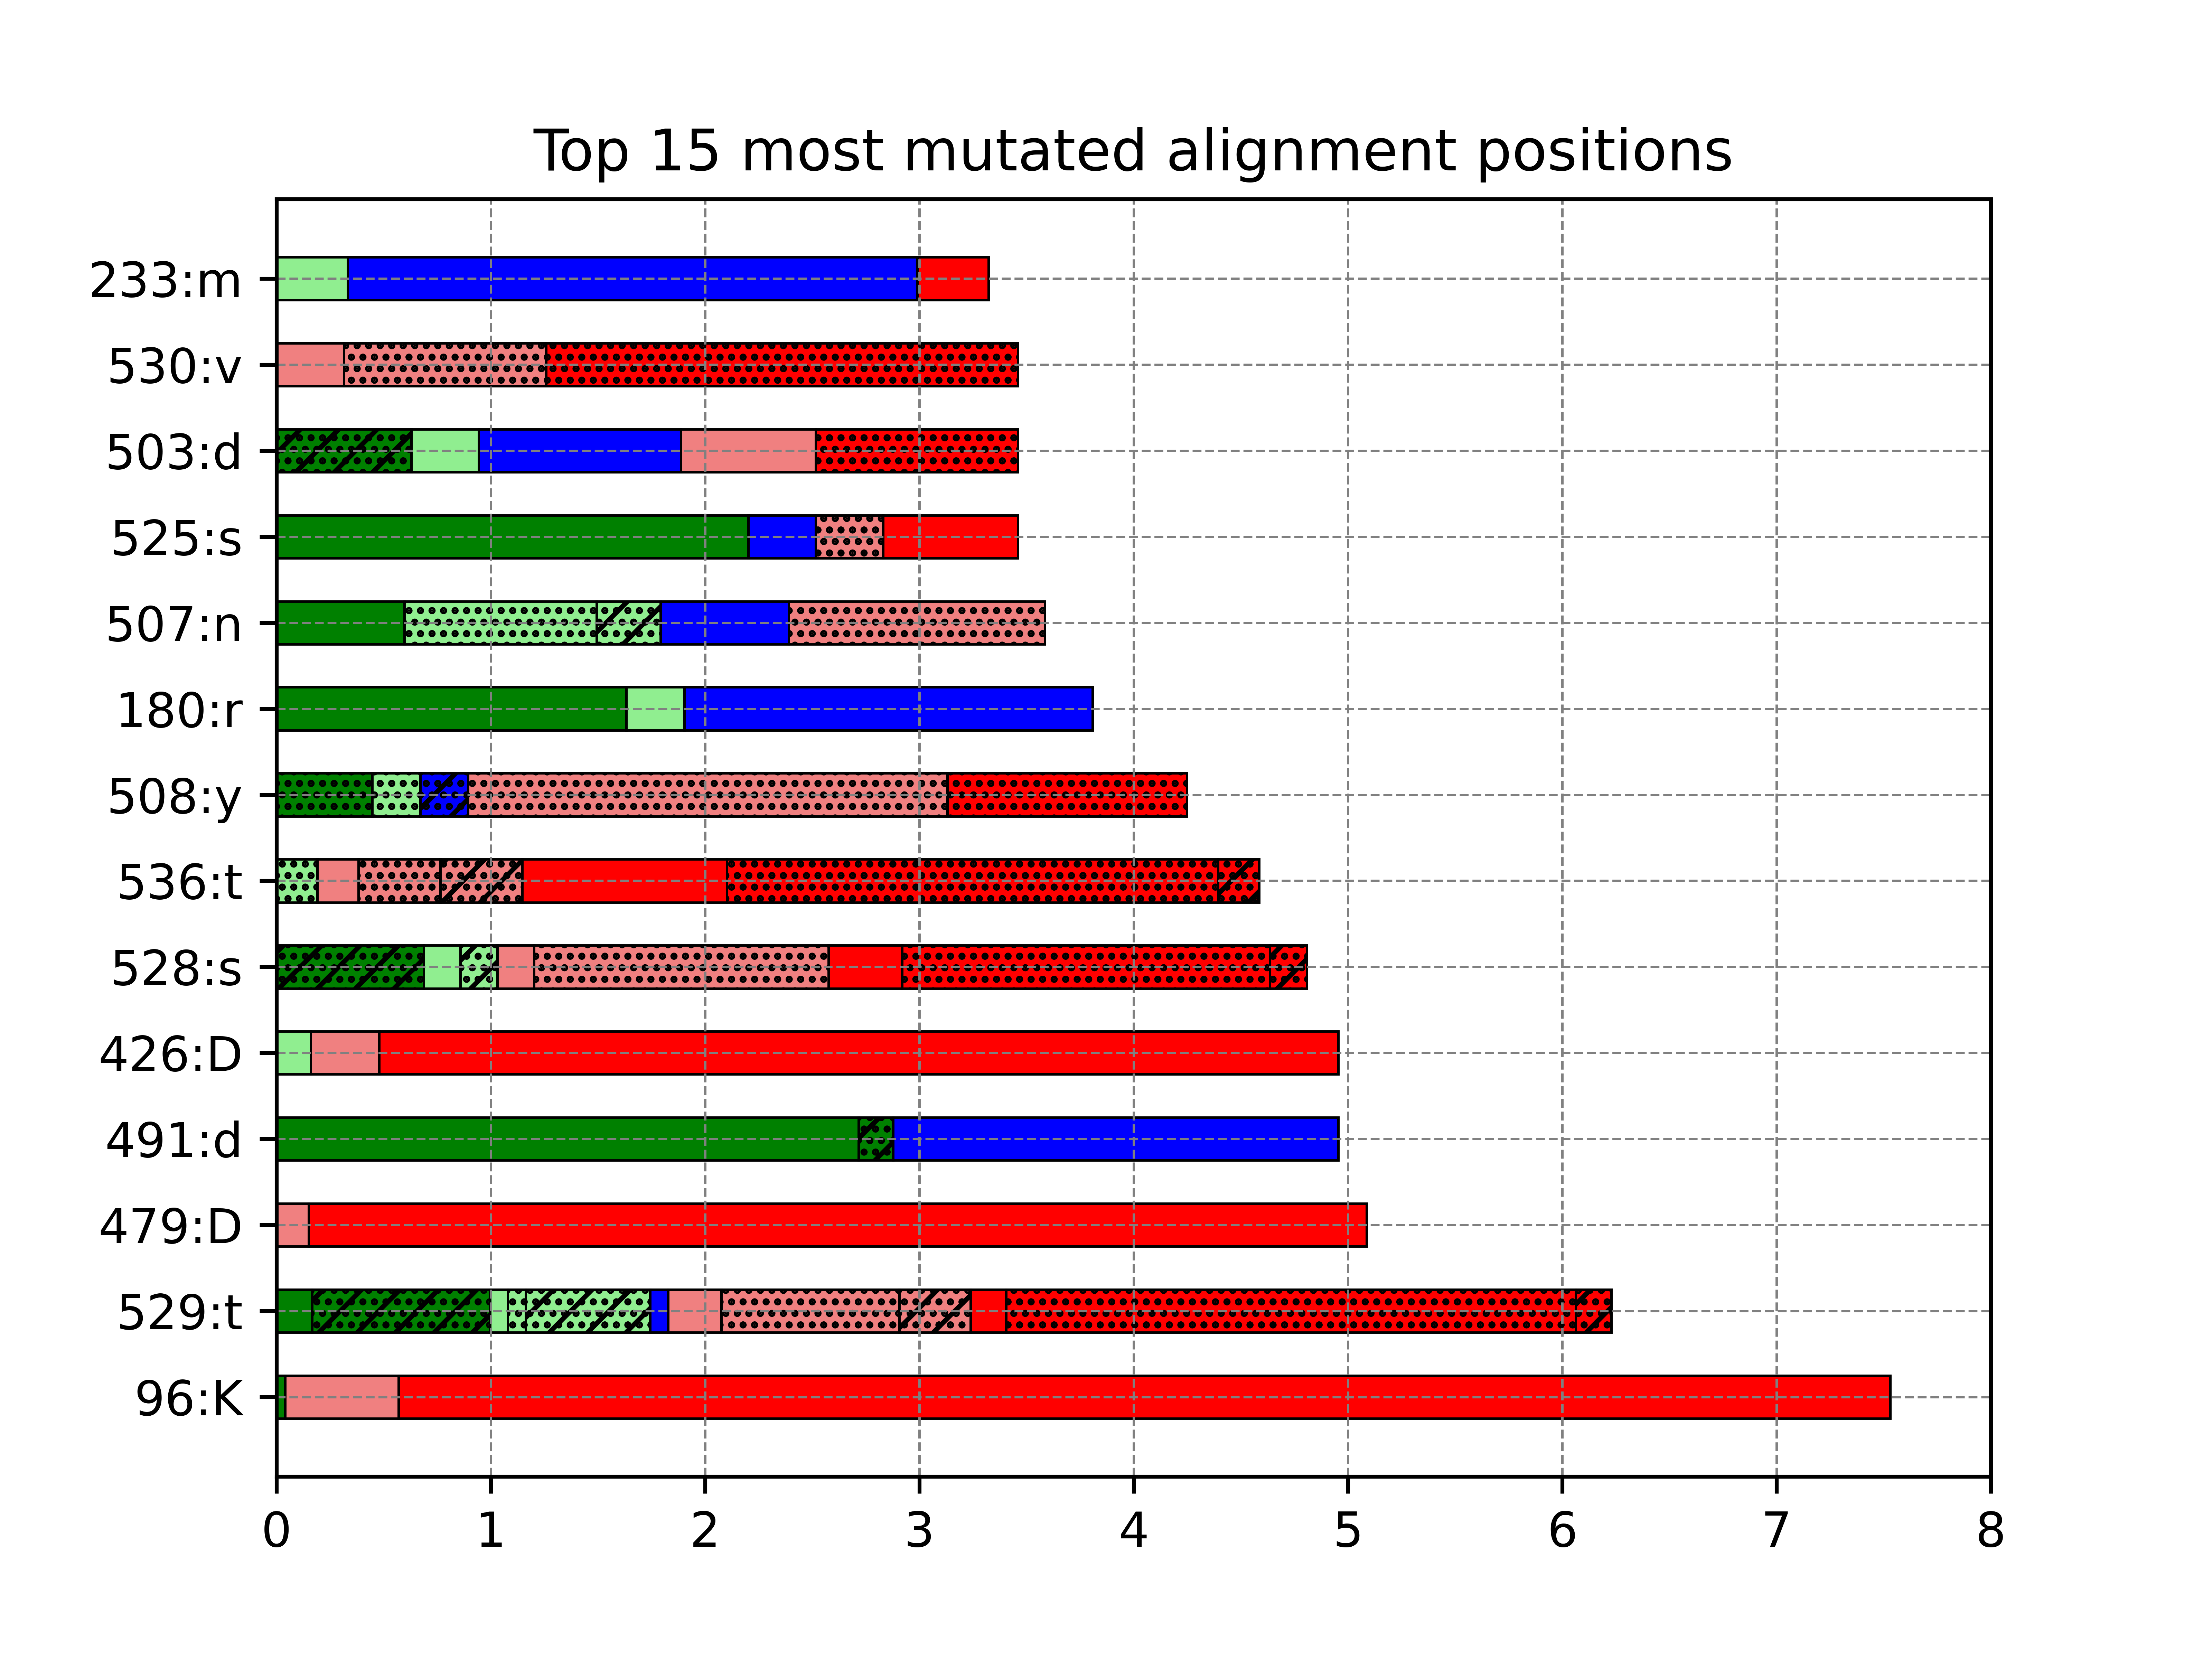 Top 15 most mutated alignment positions
233:m
530:v
503:d
525:s
507:n
180:r
508:y
536:t
528:s
426:D
491:d
479:D
529:t
96:K
0 1 2 3 4 5 6 7 8